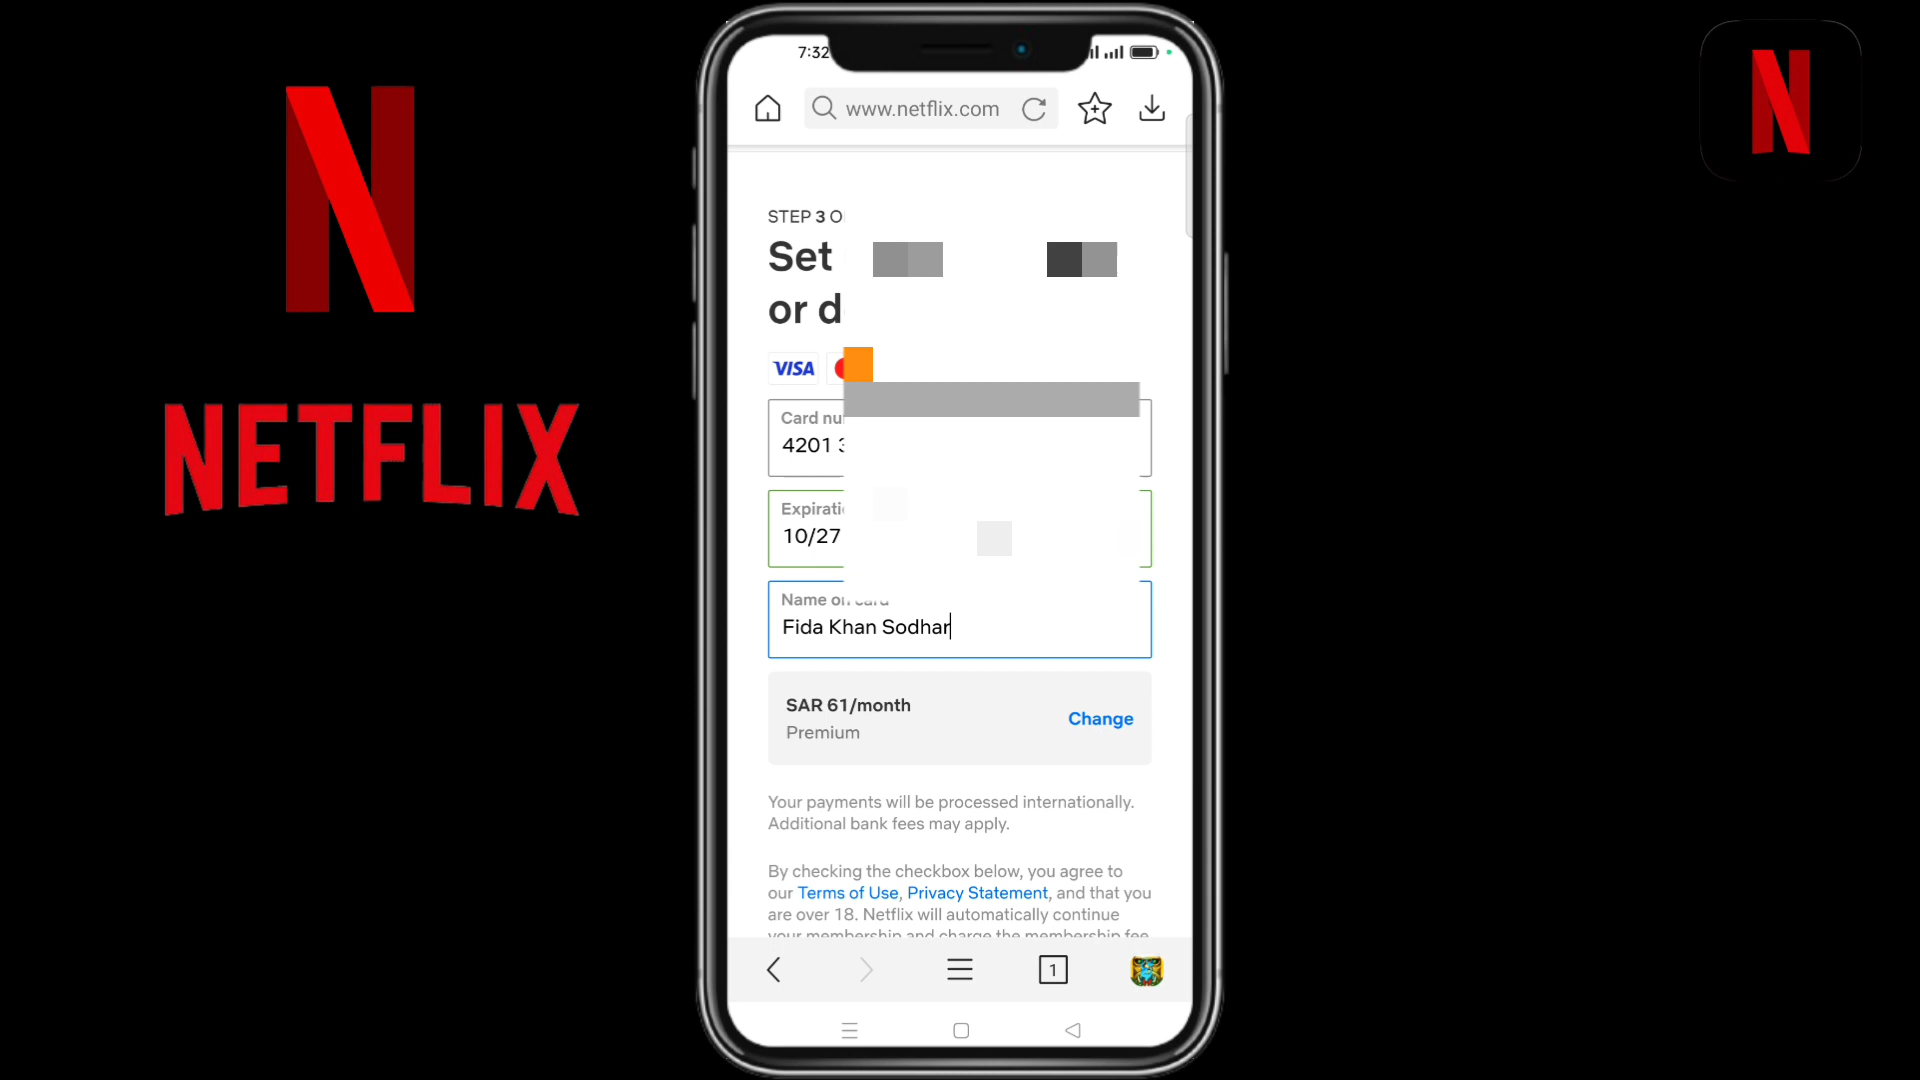 7:32
www.netflix.com
STEP 3 O
Set
or d
VISA
Card nu
4201
Expirati
10/27
Name on card
Fida Khan Sodhar
SAR 61/month
Change
Premium
Your payments will be processed internationally.
Additional bank fees may apply.
By checking the checkbox below, you agree to
our Terms of Use, Privacy Statement, and that you
are over 18. Netflix will automatically continue
your membership and charge the membership fee
1
N
NETFLIX
N